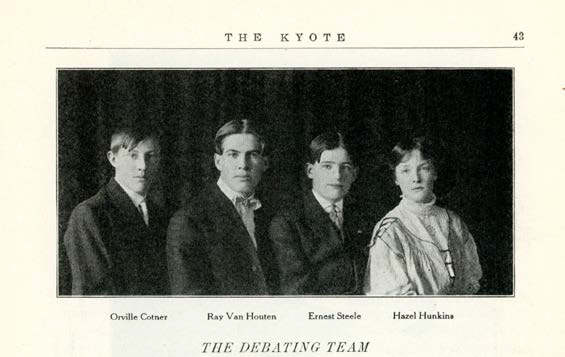 THE KYOTE 43
Orville Cotner Ray Van Houten Ernest Steele Hazel Hunkins
THE DEBATING TEAM